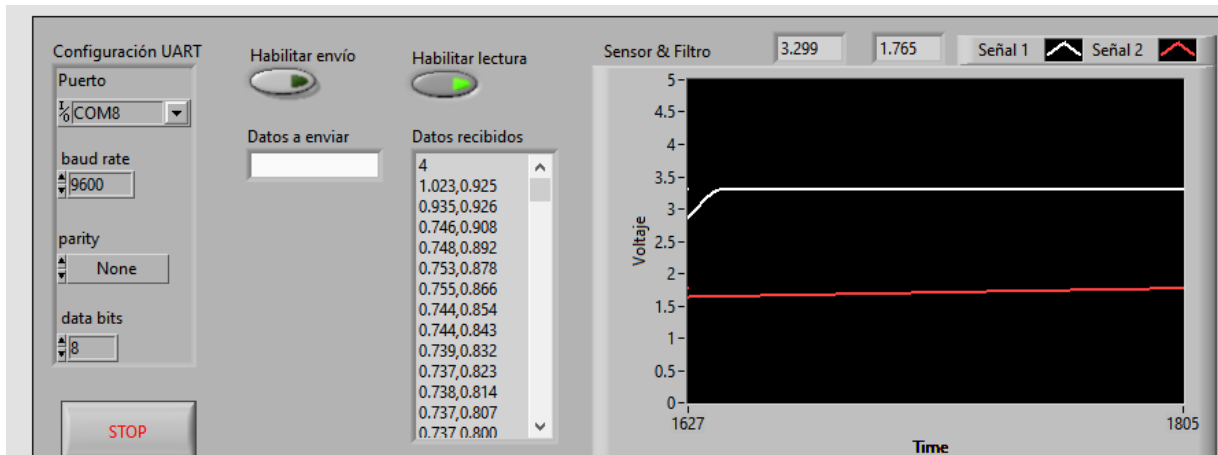 Configuración UART
Puerto
I/O COM8
baud rate
9600
parity
None
data bits
8
STOP
Habilitar envío
Datos a enviar
Habilitar lectura
Datos recibidos
4
1.023,0.925
0.935,0.926
0.746,0.908
0.748,0.892
0.753,0.878
0.755,0.866
0.744,0.854
0.744,0.843
0.739,0.832
0.737,0.823
0.738,0.814
0.737,0.807
0.737,0.800
Sensor & Filtro
3.299
1.765
Señal 1
Señal 2
5
4.5
4
3.5
3
2.5
2
1.5
1
0.5
0
Voltaje
1627
1805
Time